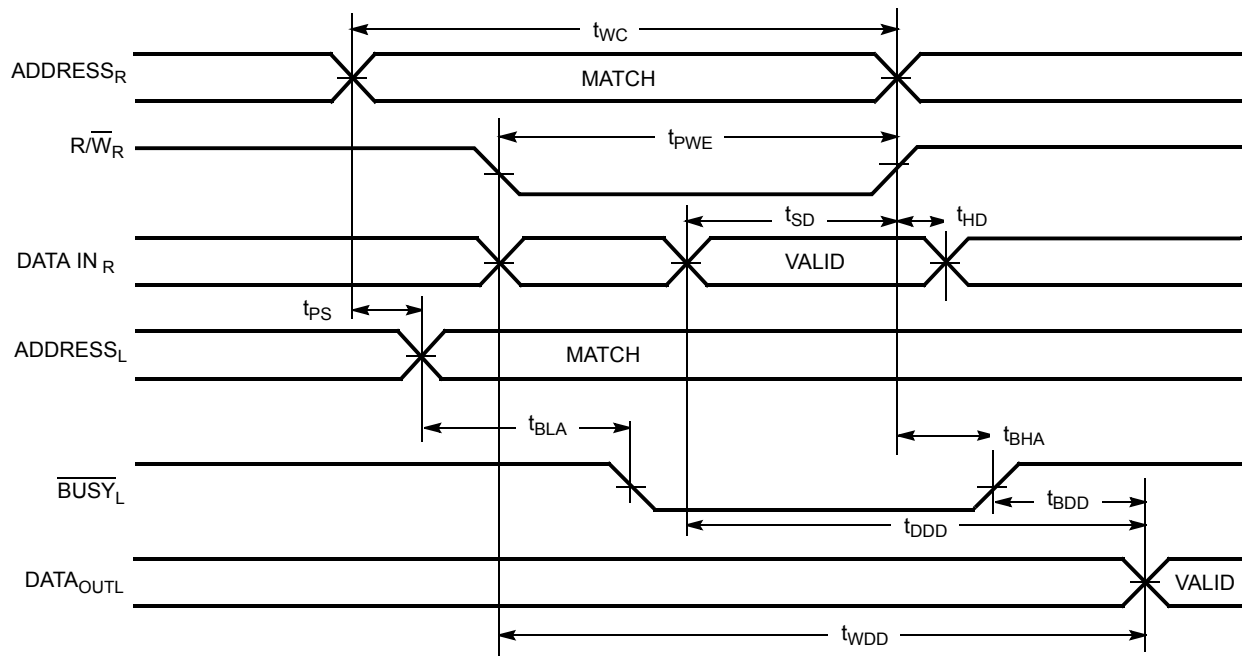 tWC
ADDRESSR
MATCH
R/W̅R
tPWE
tSD
tHD
DATA IN R
VALID
tPS
ADDRESSL
MATCH
tBLA
tBHA
B̅U̅S̅Y̅L
tBDD
tDDD
DATAOUTL
VALID
tWDD